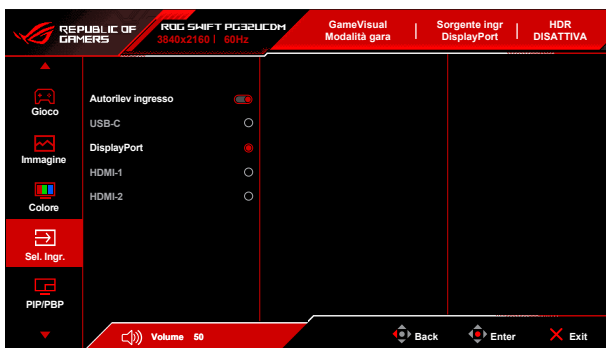 REPUBLIC OF
GAMERS
ROG SWIFT PG32UCDM
3840x2160 | 60Hz
GameVisual
Modalità gara
Sorgente ingr
DisplayPort
HDR
DISATTIVA
Gioco
Immagine
Colore
Sel. Ingr.
PIP/PBP
Autorilev ingresso
USB-C
DisplayPort
HDMI-1
HDMI-2
Volume 50
Back
Enter
Exit